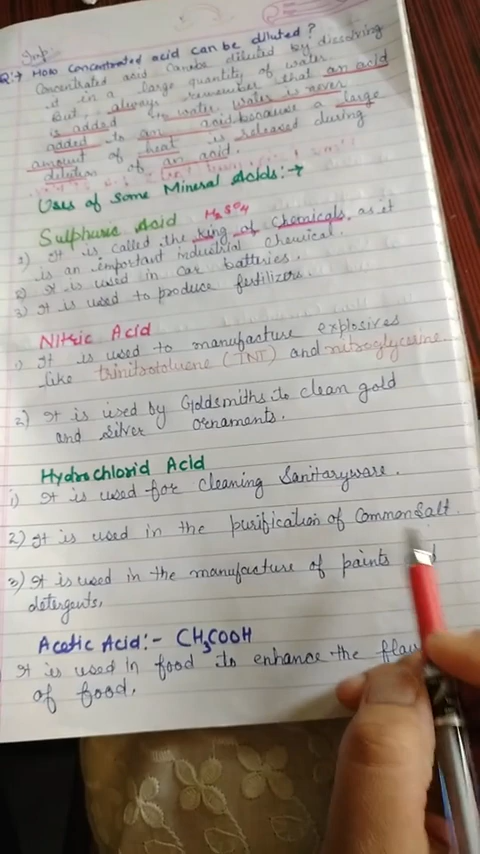 Imp:-
Q:→ How concentrated acid can be diluted?
Concentrated acid can be diluted by dissolving
it in a large quantity of water.
But, always remember that an acid
is added to water, water is never
added to an acid because a large
amount of heat is released during
dilution of an acid.
Uses of Some Mineral Acids:→
Sulphuric Acid H2SO4
1) It is called the king of Chemicals, as it
is an important industrial chemical.
2) It is used in car batteries.
3) It is used to produce fertilizers.
Nitric Acid
1) It is used to manufacture explosives
like trinitrotoluene (TNT) and nitroglycerine.
2) It is used by Goldsmiths to clean gold
and silver ornaments.
Hydrochlorid Acid
1) It is used for cleaning Sanitaryware.
2) It is used in the purification of Common Salt.
3) It is used in the manufacture of paints
detergents.
Acetic Acid:- CH3COOH
It is used in food to enhance the flav
of food.